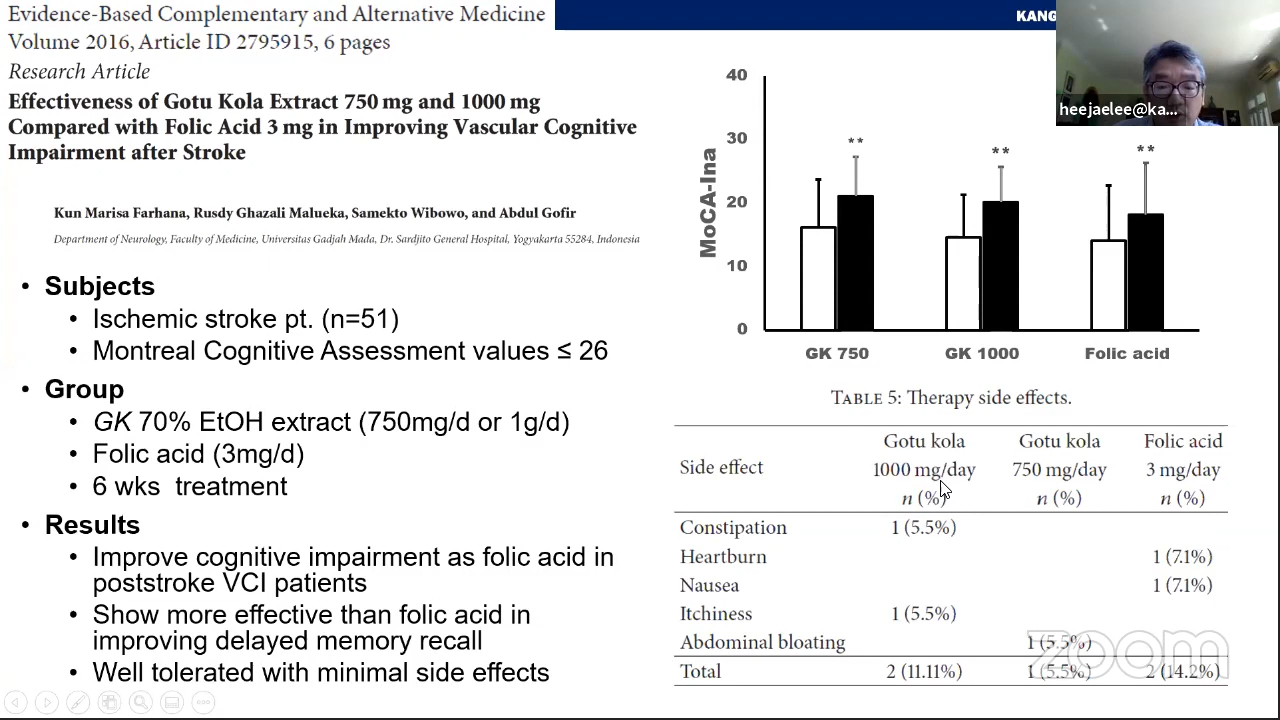 Evidence-Based Complementary and Alternative Medicine
Volume 2016, Article ID 2795915, 6 pages
Research Article
Effectiveness of Gotu Kola Extract 750 mg and 1000 mg
Compared with Folic Acid 3 mg in Improving Vascular Cognitive
Impairment after Stroke
Kun Marisa Farhana, Rusdy Ghazali Malueka, Samekto Wibowo, and Abdul Gofir
Department of Neurology, Faculty of Medicine, Universitas Gadjah Mada, Dr. Sardjito General Hospital, Yogyakarta 55284, Indonesia
• Subjects
• Ischemic stroke pt. (n=51)
• Montreal Cognitive Assessment values ≤ 26
• Group
• GK 70% EtOH extract (750mg/d or 1g/d)
• Folic acid (3mg/d)
• 6 wks treatment
• Results
• Improve cognitive impairment as folic acid in
poststroke VCI patients
• Show more effective than folic acid in
improving delayed memory recall
• Well tolerated with minimal side effects
KANG
heejaelee@ka...
MoCA-Ina
40
30
20
10
0
** ** **
GK 750 GK 1000 Folic acid
TABLE 5: Therapy side effects.
Side effect
Gotu kola Gotu kola Folic acid
1000 mg/day 750 mg/day 3 mg/day
n (%) n (%) n (%)
Constipation 1 (5.5%)
Heartburn 1 (7.1%)
Nausea 1 (7.1%)
Itchiness 1 (5.5%)
Abdominal bloating 1 (5.5%)
Total 2 (11.11%) 1 (5.5%) 2 (14.2%)
zoom